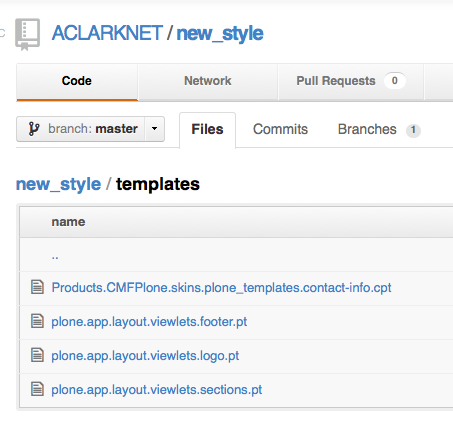 C ACLARKNET / new_style
Code Network Pull Requests 0
branch: master Files Commits Branches 1
new_style / templates
name
..
Products.CMFPlone.skins.plone_templates.contact-info.cpt
plone.app.layout.viewlets.footer.pt
plone.app.layout.viewlets.logo.pt
plone.app.layout.viewlets.sections.pt